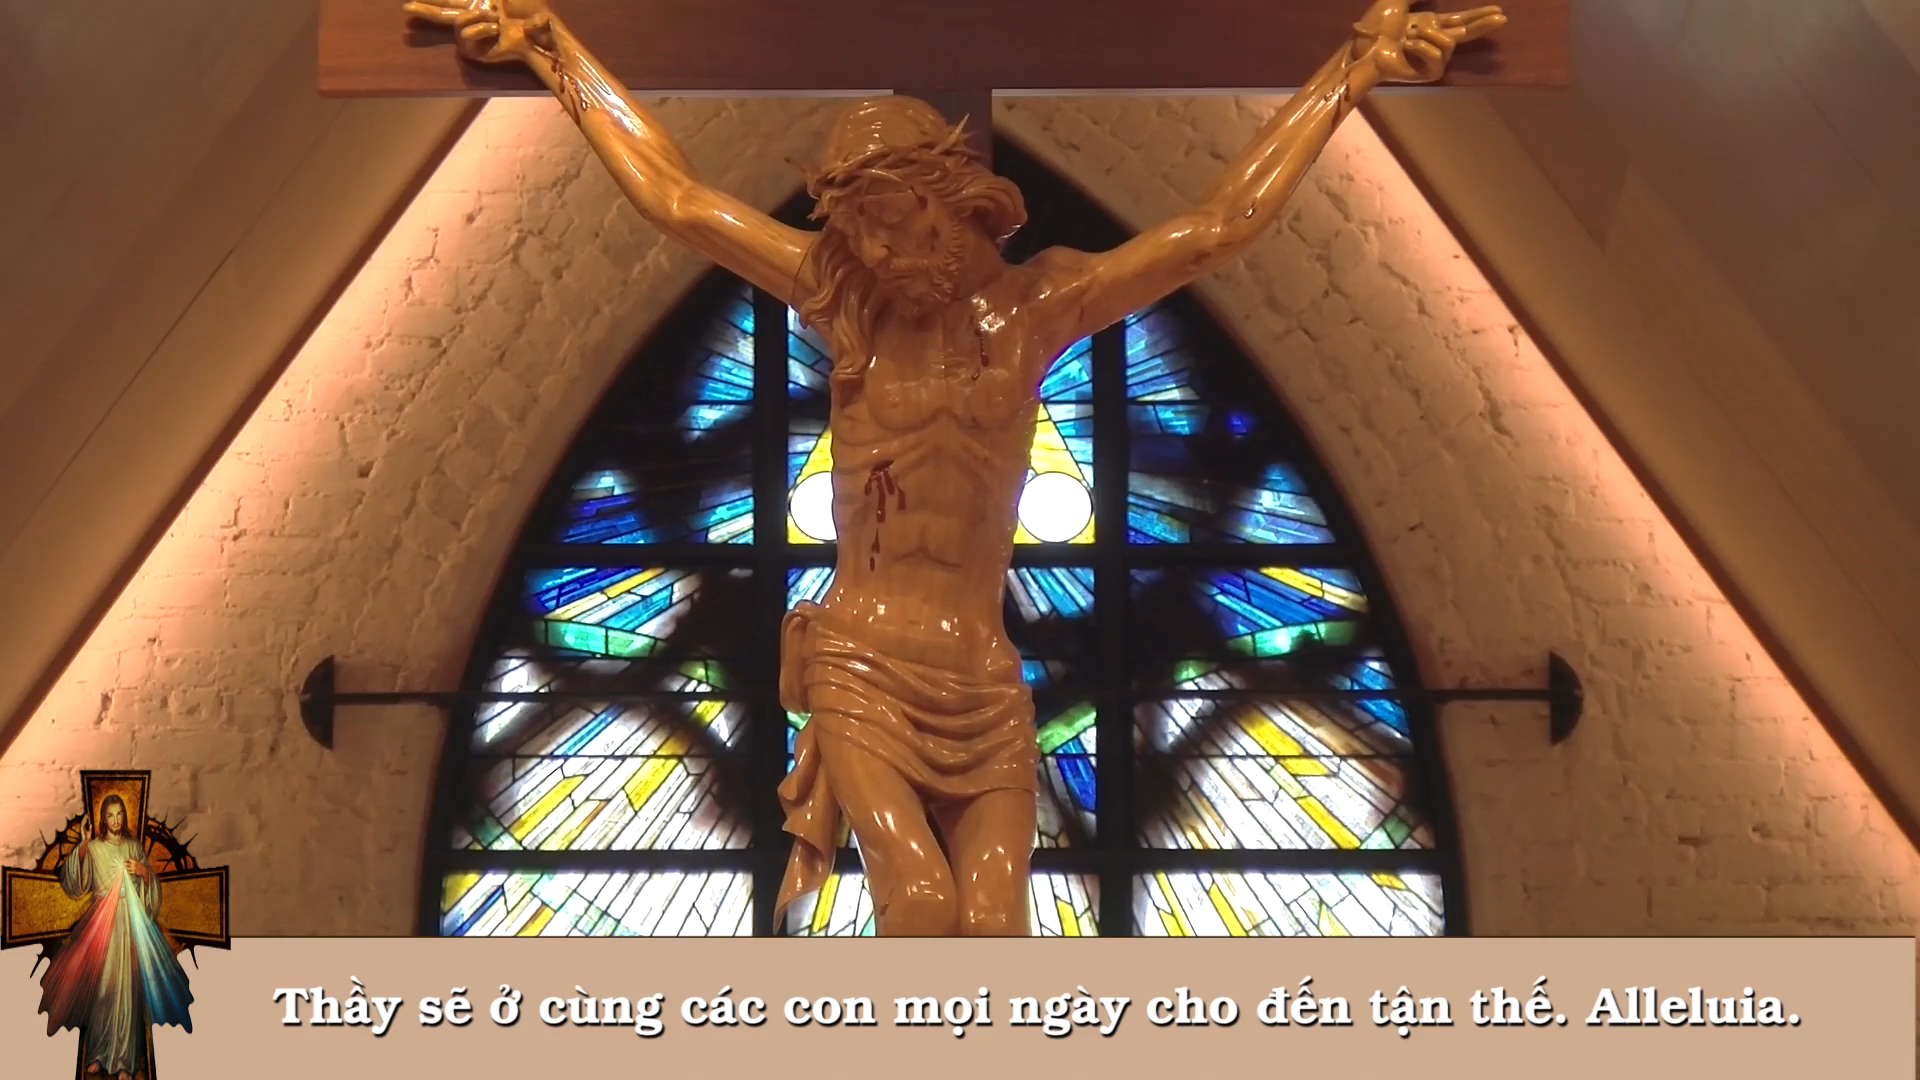 Thầy sẽ ở cùng các con mọi ngày cho đến tận thế. Alleluia.